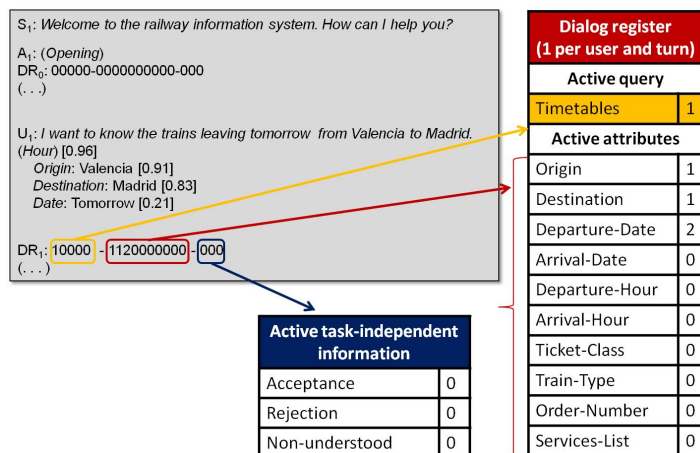 S1: Welcome to the railway information system. How can I help you?
A1: (Opening)
DR0: 00000-0000000000-000
(. . .)
U1: I want to know the trains leaving tomorrow from Valencia to Madrid.
(Hour) [0.96]
Origin: Valencia [0.91]
Destination: Madrid [0.83]
Date: Tomorrow [0.21]
DR1: 10000 -1120000000-000
(. . .)
Active task-independent
information
Acceptance 0
Rejection 0
Non-understood 0
Dialog register
(1 per user and turn)
Active query
Timetables 1
Active attributes
Origin 1
Destination 1
Departure-Date 2
Arrival-Date 0
Departure-Hour 0
Arrival-Hour 0
Ticket-Class 0
Train-Type 0
Order-Number 0
Services-List 0